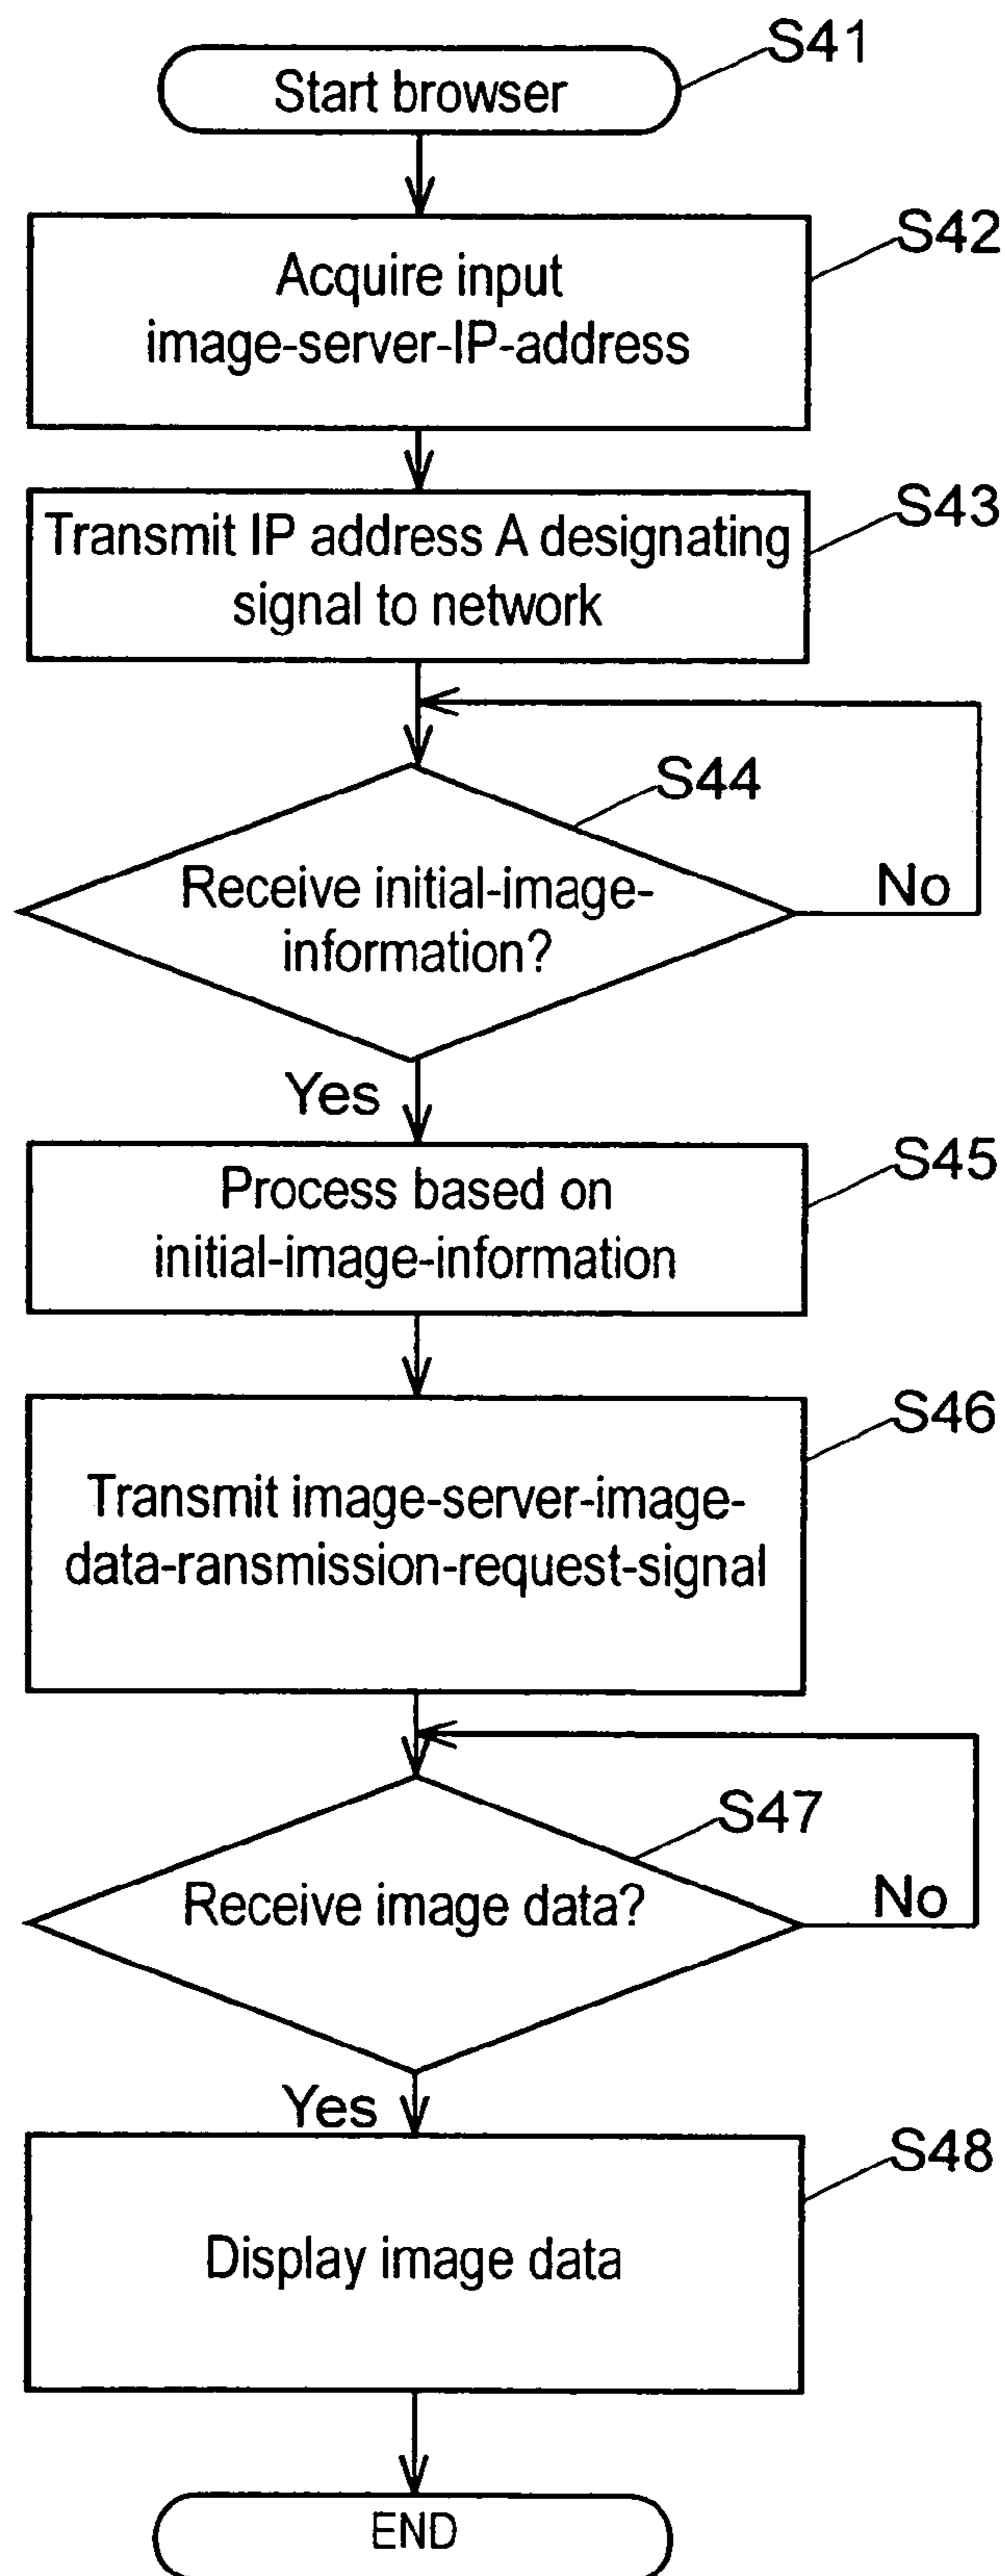 S41
Start browser
S42
Acquire input
image-server-IP-address
S43
Transmit IP address A designating
signal to network
S44
Receive initial-image-
information?
No
Yes
S45
Process based on
initial-image-information
S46
Transmit image-server-image-
data-ransmission-request-signal
S47
Receive image data?
No
Yes
S48
Display image data
END